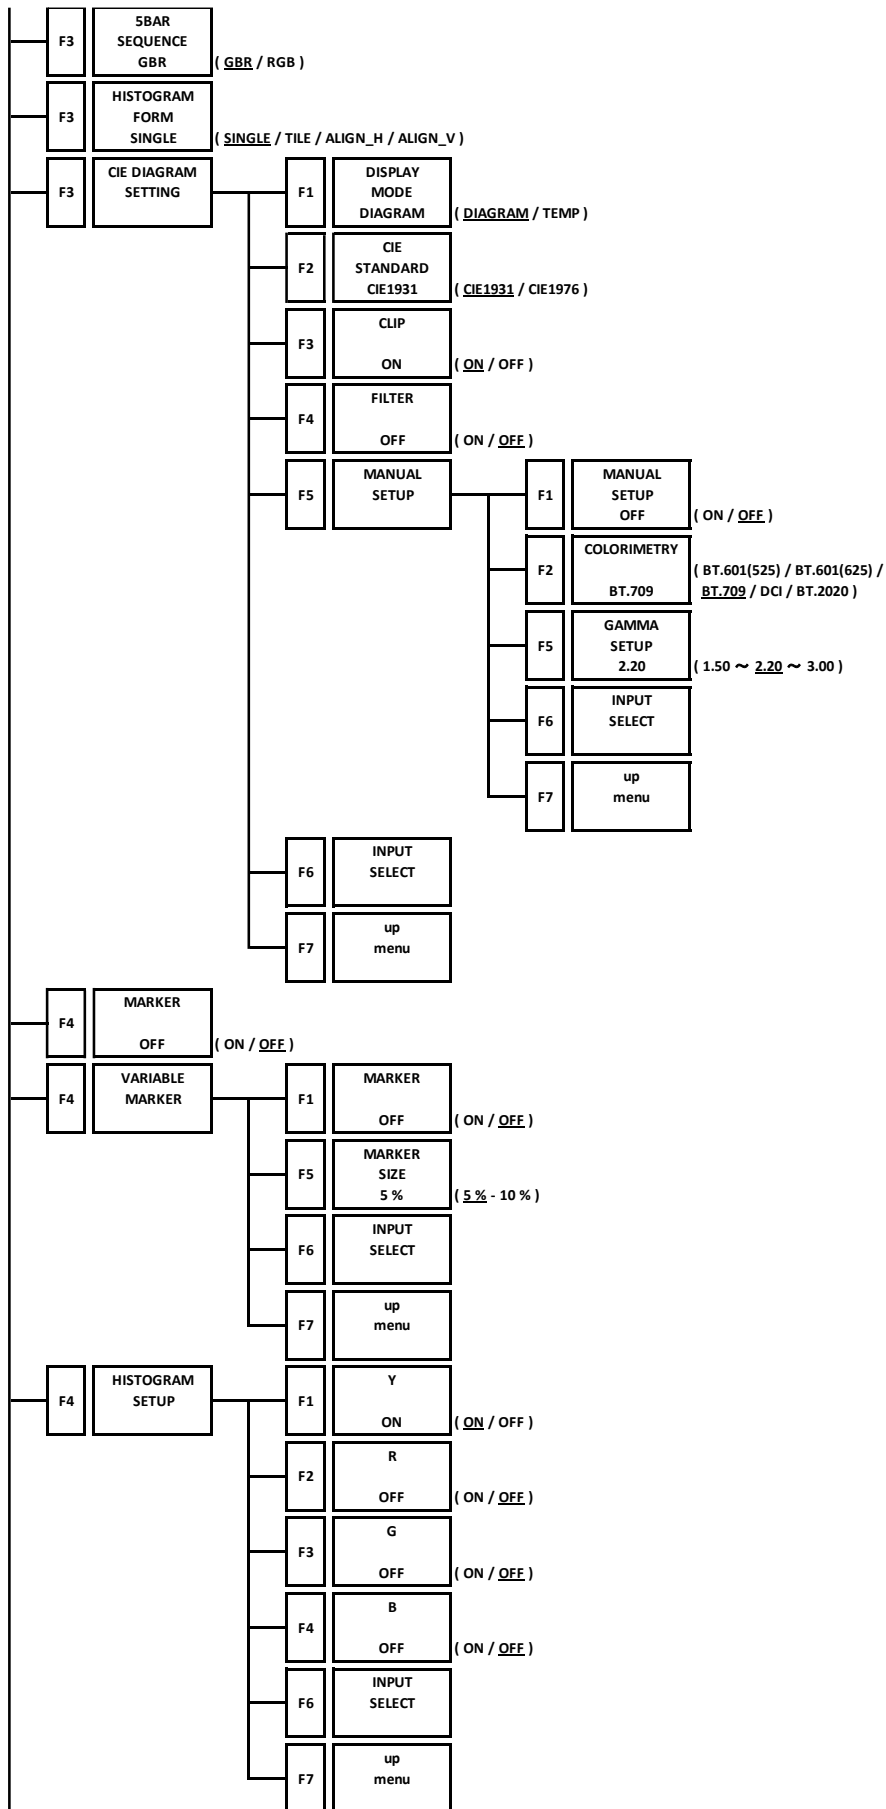 F3
5BAR
SEQUENCE
GBR
( GBR / RGB )
F3
HISTOGRAM
FORM
SINGLE
( SINGLE / TILE / ALIGN_H / ALIGN_V )
F3
CIE DIAGRAM
SETTING
F1
DISPLAY
MODE
DIAGRAM
( DIAGRAM / TEMP )
F2
CIE
STANDARD
CIE1931
( CIE1931 / CIE1976 )
F3
CLIP
ON
( ON / OFF )
F4
FILTER
OFF
( ON / OFF )
F5
MANUAL
SETUP
F1
MANUAL
SETUP
OFF
( ON / OFF )
F2
COLORIMETRY
BT.709
( BT.601(525) / BT.601(625) /
BT.709 / DCI / BT.2020 )
F5
GAMMA
SETUP
2.20
( 1.50 ～ 2.20 ～ 3.00 )
F6
INPUT
SELECT
F7
up
menu
F6
INPUT
SELECT
F7
up
menu
F4
MARKER
OFF
( ON / OFF )
F4
VARIABLE
MARKER
F1
MARKER
OFF
( ON / OFF )
F5
MARKER
SIZE
5 %
( 5 % - 10 % )
F6
INPUT
SELECT
F7
up
menu
F4
HISTOGRAM
SETUP
F1
Y
ON
( ON / OFF )
F2
R
OFF
( ON / OFF )
F3
G
OFF
( ON / OFF )
F4
B
OFF
( ON / OFF )
F6
INPUT
SELECT
F7
up
menu